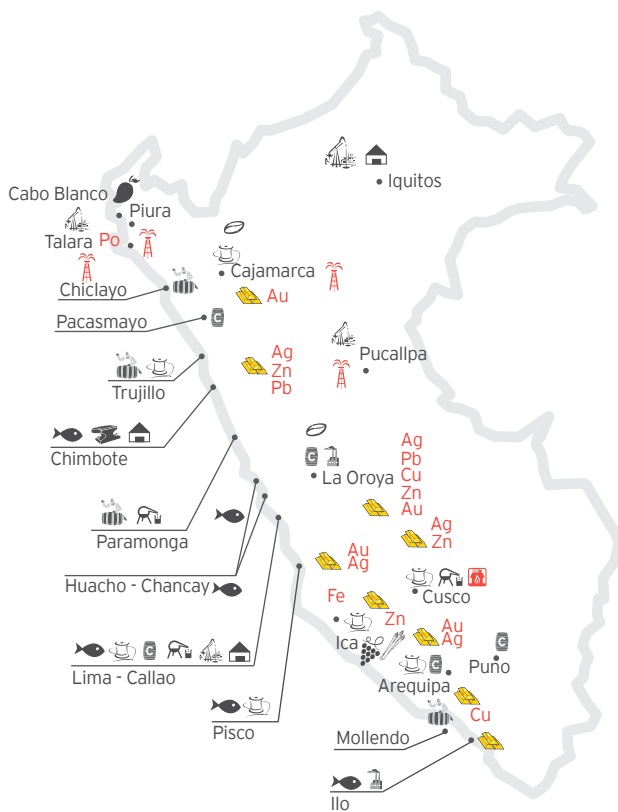 Iquitos
Cabo Blanco
Piura
Talara
Po
Cajamarca
Chiclayo
Au
Pacasmayo
C
Pucallpa
Ag
Zn
Pb
Trujillo
Chimbote
Ag
Pb
Cu
Zn
Au
C
La Oroya
Paramonga
Ag
Zn
Au
Ag
Huacho - Chancay
Cusco
Fe
Zn
Ica
Au
Ag
C
Puno
C
Arequipa
C
Lima - Callao
Pisco
Cu
Mollendo
Ilo